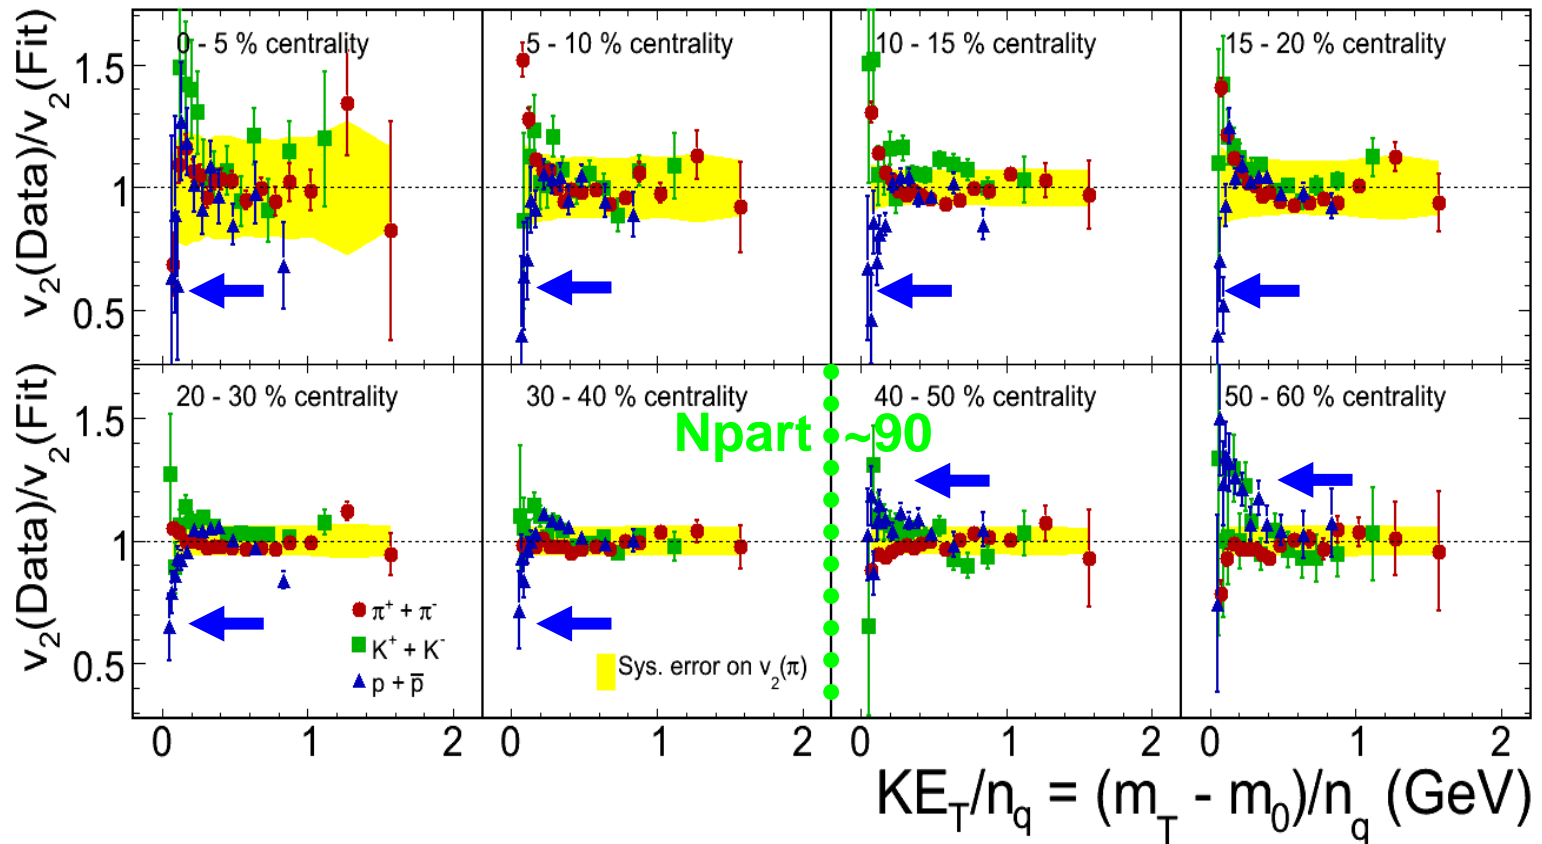 v2(Data)/v2(Fit)
1.5
1
0.5
0 - 5 % centrality
5 - 10 % centrality
10 - 15 % centrality
15 - 20 % centrality
v2(Data)/v2(Fit)
1.5
1
0.5
20 - 30 % centrality
30 - 40 % centrality
40 - 50 % centrality
50 - 60 % centrality
Npart ~90
π+ + π-
K+ + K-
p + p̅
Sys. error on v2(π)
0 1 2 0 1 2 0 1 2 0 1 2
KET/nq = (mT - m0)/nq (GeV)